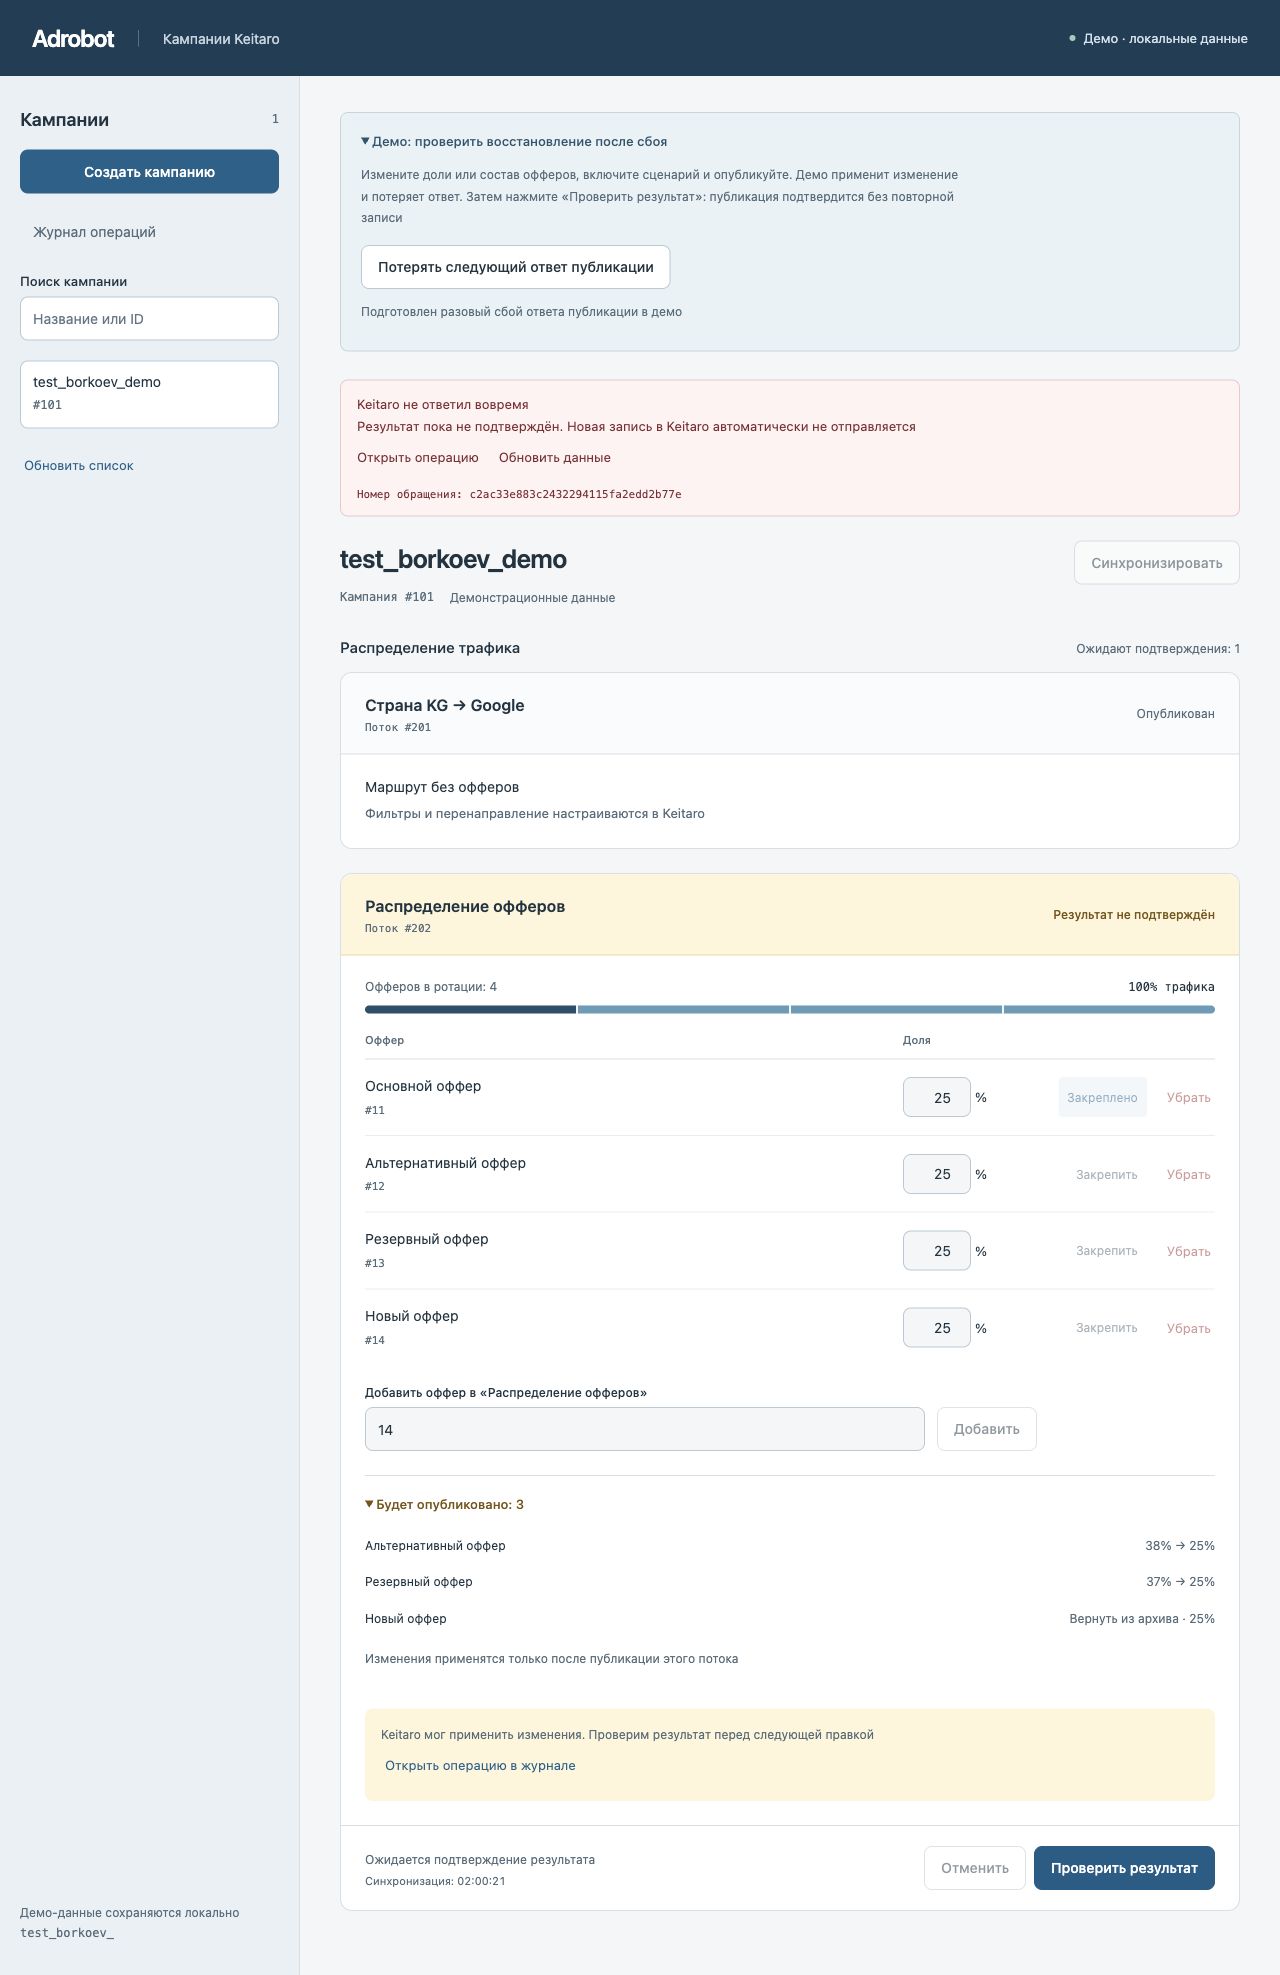 Adrobot
Кампании Keitaro
Демо · локальные данные
Кампании
1
Создать кампанию
Журнал операций
Поиск кампании
Название или ID
test_borkoev_demo
#101
Обновить список
Демо-данные сохраняются локально
test_borkoev_
▼ Демо: проверить восстановление после сбоя
Измените доли или состав офферов, включите сценарий и опубликуйте. Демо применит изменение
и потеряет ответ. Затем нажмите «Проверить результат»: публикация подтвердится без повторной
записи
Потерять следующий ответ публикации
Подготовлен разовый сбой ответа публикации в демо
Keitaro не ответил вовремя
Результат пока не подтверждён. Новая запись в Keitaro автоматически не отправляется
Открыть операцию
Обновить данные
Номер обращения: c2ac33e883c2432294115fa2edd2b77e
test_borkoev_demo
Синхронизировать
Кампания #101
Демонстрационные данные
Распределение трафика
Ожидают подтверждения: 1
Страна KG → Google
Поток #201
Опубликован
Маршрут без офферов
Фильтры и перенаправление настраиваются в Keitaro
Распределение офферов
Поток #202
Результат не подтверждён
Офферов в ротации: 4
100% трафика
Оффер
Доля
Основной оффер
#11
25 %
Закреплено
Убрать
Альтернативный оффер
#12
25 %
Закрепить
Убрать
Резервный оффер
#13
25 %
Закрепить
Убрать
Новый оффер
#14
25 %
Закрепить
Убрать
Добавить оффер в «Распределение офферов»
14
Добавить
▼ Будет опубликовано: 3
Альтернативный оффер
38% → 25%
Резервный оффер
37% → 25%
Новый оффер
Вернуть из архива · 25%
Изменения применятся только после публикации этого потока
Keitaro мог применить изменения. Проверим результат перед следующей правкой
Открыть операцию в журнале
Ожидается подтверждение результата
Синхронизация: 02:00:21
Отменить
Проверить результат